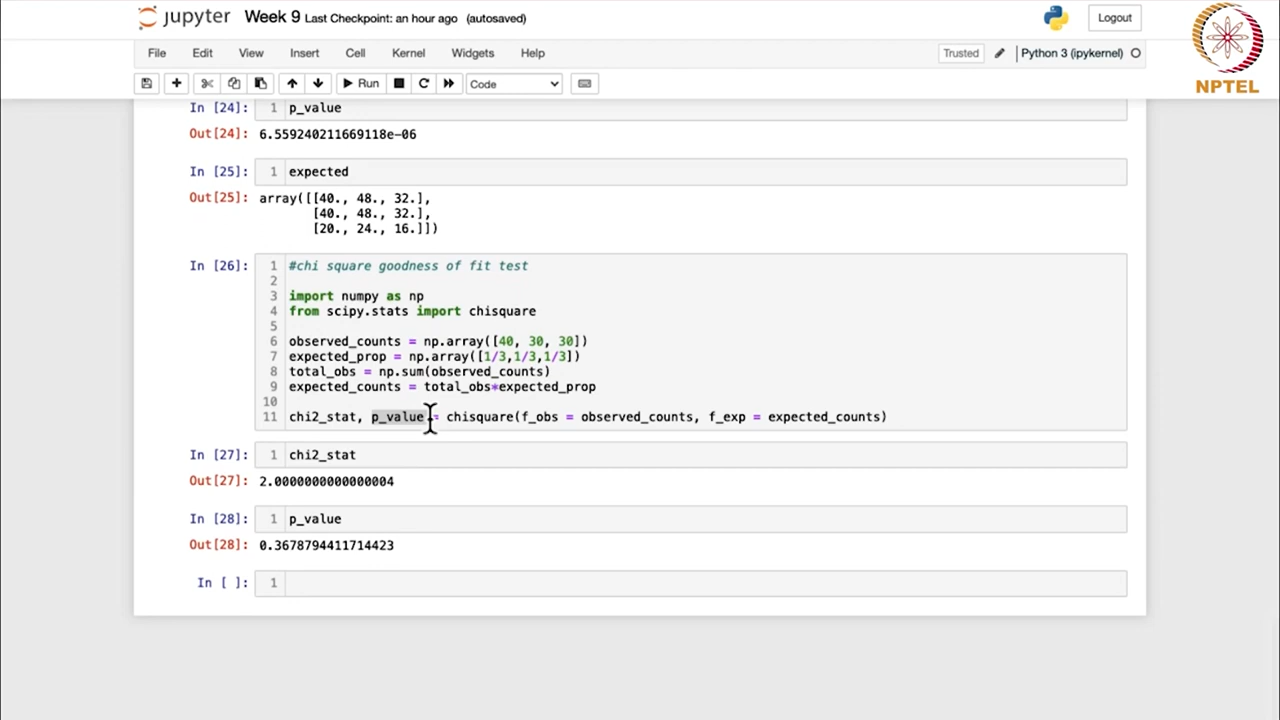 jupyter Week 9 Last Checkpoint: an hour ago (autosaved)
Logout
NPTEL
File Edit View Insert Cell Kernel Widgets Help
Trusted Python 3 (ipykernel)
Run Code
In [24]: 1 p_value
Out[24]: 6.559240211669118e-06
In [25]: 1 expected
Out[25]: array([[40., 48., 32.],
[40., 48., 32.],
[20., 24., 16.]])
In [26]: 1 #chi square goodness of fit test
2
3 import numpy as np
4 from scipy.stats import chisquare
5
6 observed_counts = np.array([40, 30, 30])
7 expected_prop = np.array([1/3,1/3,1/3])
8 total_obs = np.sum(observed_counts)
9 expected_counts = total_obs*expected_prop
10
11 chi2_stat, p_value = chisquare(f_obs = observed_counts, f_exp = expected_counts)
In [27]: 1 chi2_stat
Out[27]: 2.0000000000000004
In [28]: 1 p_value
Out[28]: 0.3678794411714423
In [ ]: 1